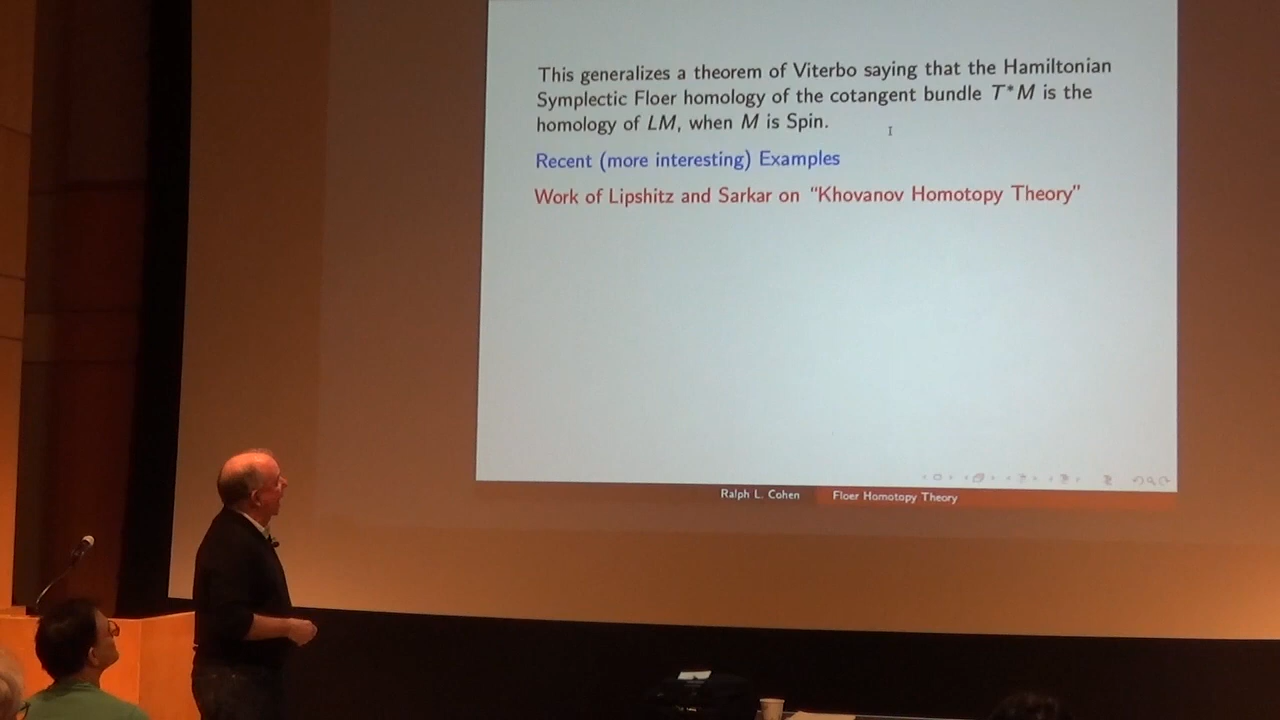 This generalizes a theorem of Viterbo saying that the Hamiltonian
Symplectic Floer homology of the cotangent bundle T*M is the
homology of LM, when M is Spin.
Recent (more interesting) Examples
Work of Lipshitz and Sarkar on “Khovanov Homotopy Theory”
Ralph L. Cohen Floer Homotopy Theory